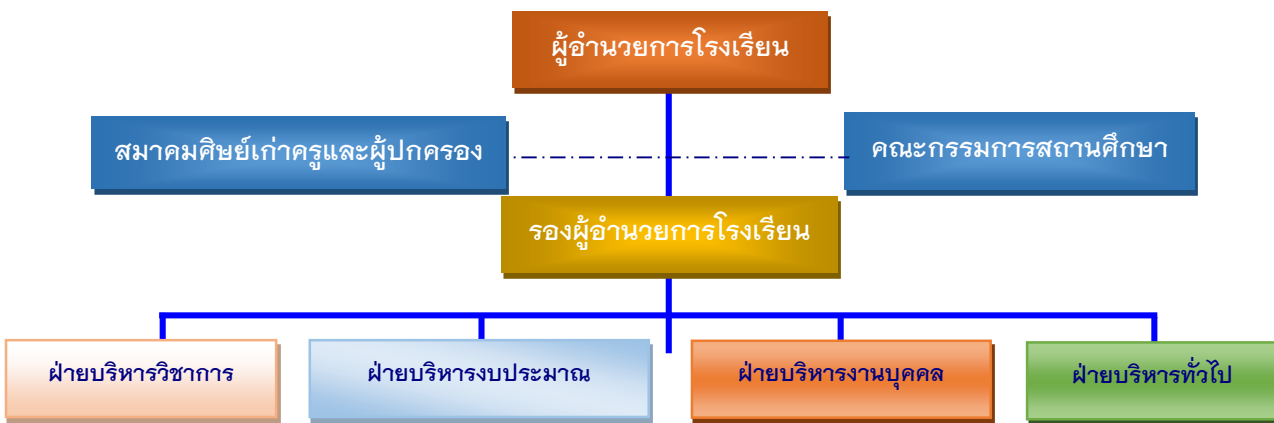 ผู้อำนวยการโรงเรียน
สมาคมศิษย์เก่าครูและผู้ปกครอง
คณะกรรมการสถานศึกษา
รองผู้อำนวยการโรงเรียน
ฝ่ายบริหารวิชาการ
ฝ่ายบริหารงบประมาณ
ฝ่ายบริหารงานบุคคล
ฝ่ายบริหารทั่วไป